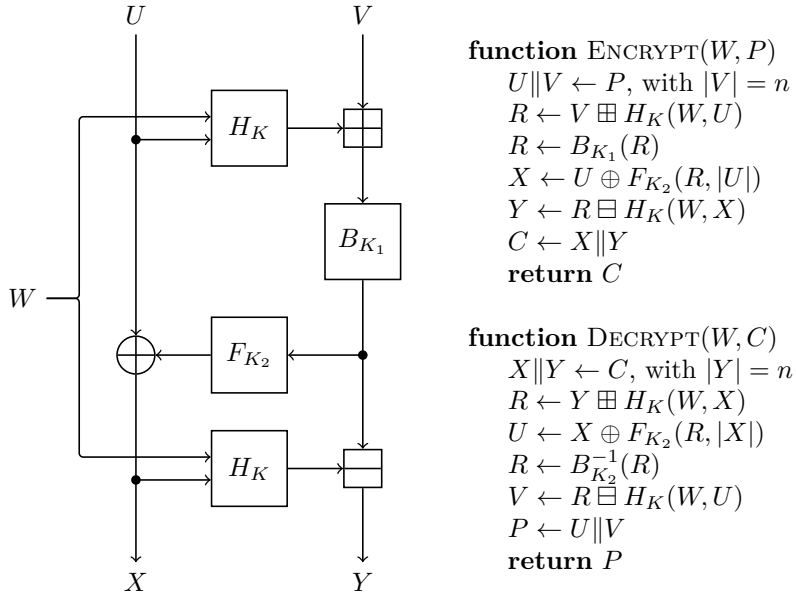 U
V
H_K
B_{K_1}
W
F_{K_2}
H_K
X
Y
function ENCRYPT(W, P)
U‖V ← P, with |V| = n
R ← V ⊞ H_K(W, U)
R ← B_{K_1}(R)
X ← U ⊕ F_{K_2}(R, |U|)
Y ← R ⊟ H_K(W, X)
C ← X‖Y
return C
function DECRYPT(W, C)
X‖Y ← C, with |Y| = n
R ← Y ⊞ H_K(W, X)
U ← X ⊕ F_{K_2}(R, |X|)
R ← B_{K_2}^{-1}(R)
V ← R ⊟ H_K(W, U)
P ← U‖V
return P